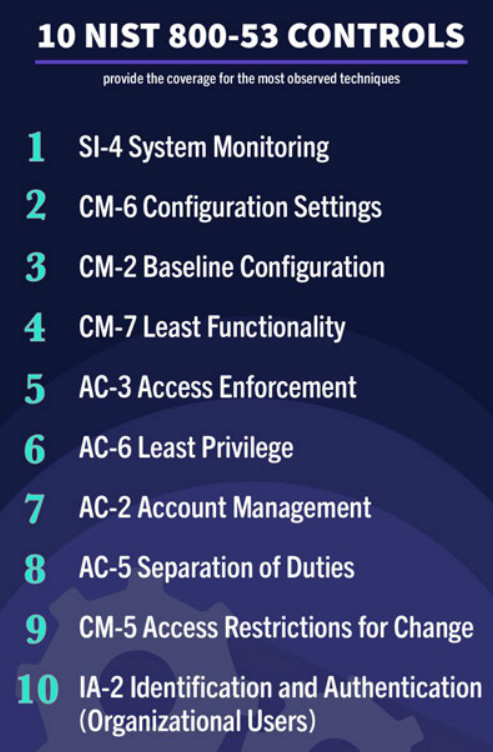 10 NIST 800-53 CONTROLS
provide the coverage for the most observed techniques
1 SI-4 System Monitoring
2 CM-6 Configuration Settings
3 CM-2 Baseline Configuration
4 CM-7 Least Functionality
5 AC-3 Access Enforcement
6 AC-6 Least Privilege
7 AC-2 Account Management
8 AC-5 Separation of Duties
9 CM-5 Access Restrictions for Change
10 IA-2 Identification and Authentication
(Organizational Users)